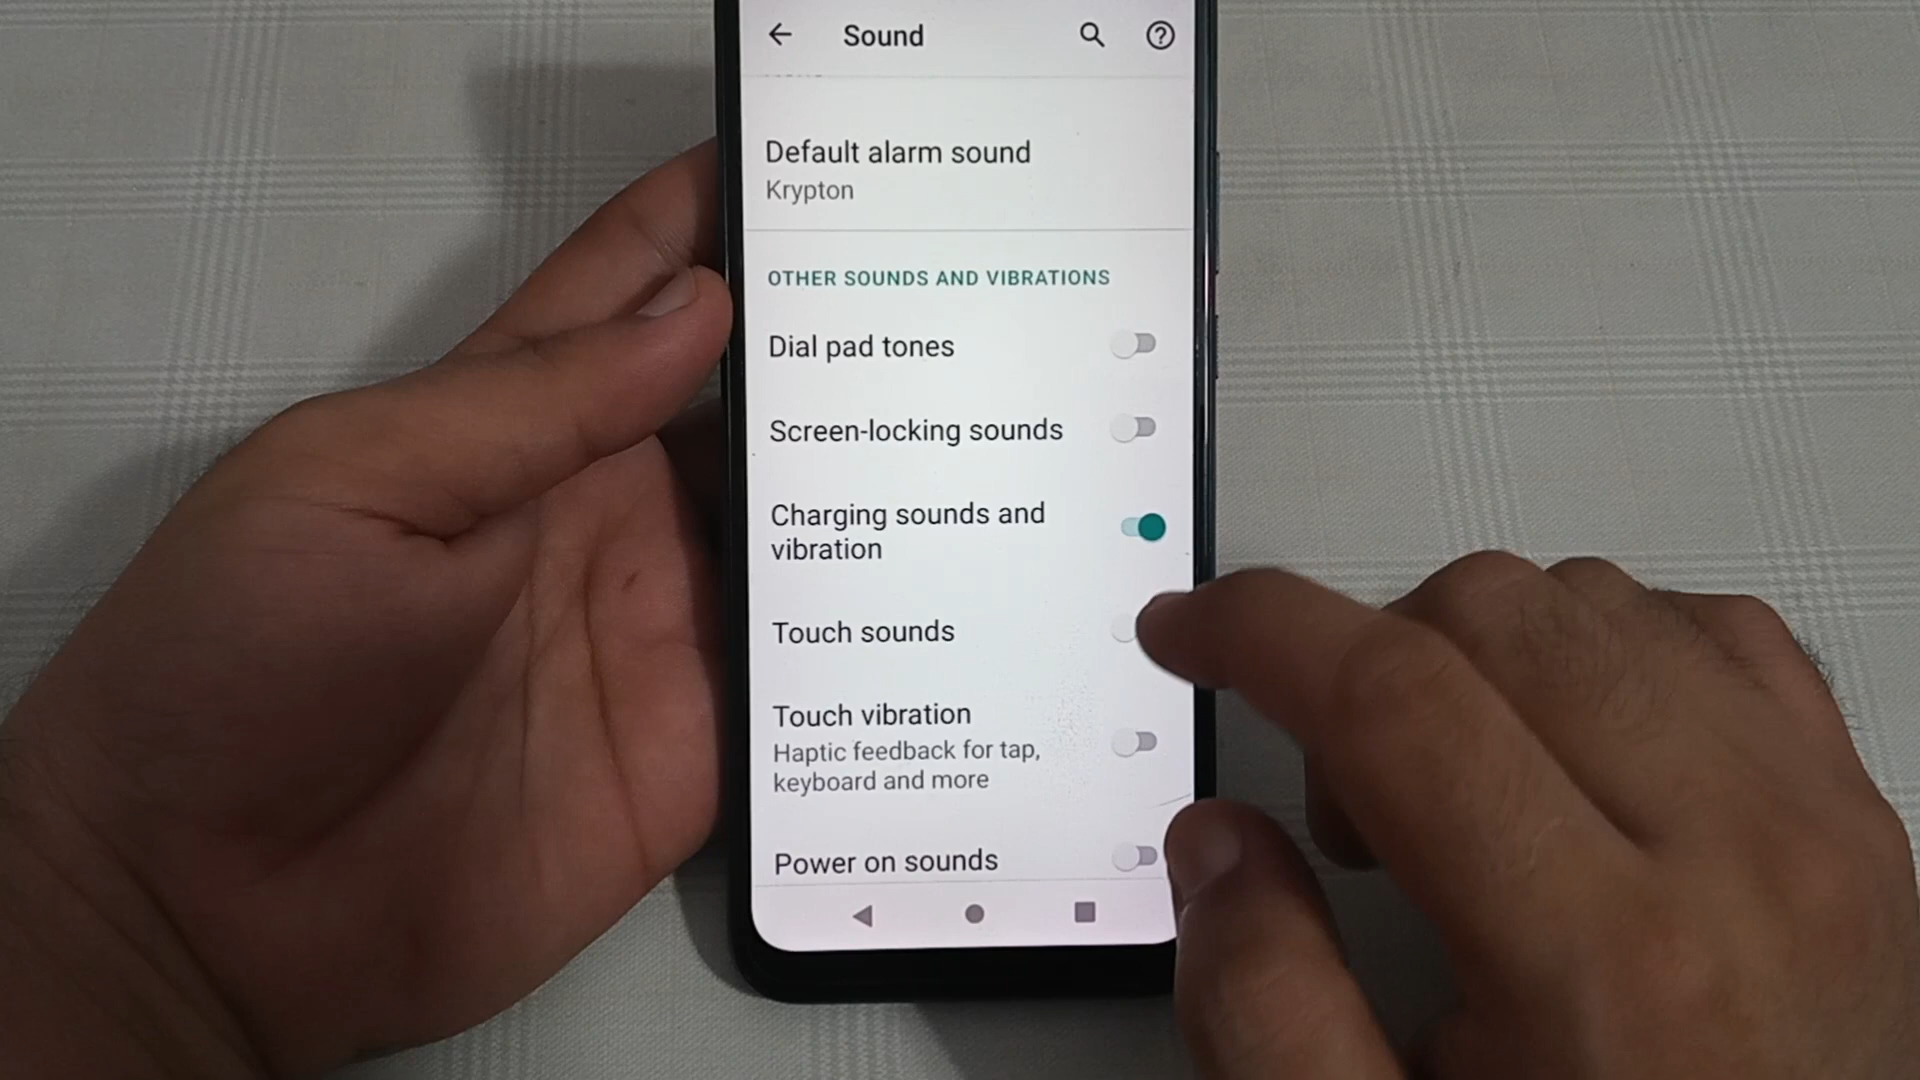 Sound
Default alarm sound
Krypton
OTHER SOUNDS AND VIBRATIONS
Dial pad tones
Screen-locking sounds
Charging sounds and
vibration
Touch sounds
Touch vibration
Haptic feedback for tap,
keyboard and more
Power on sounds